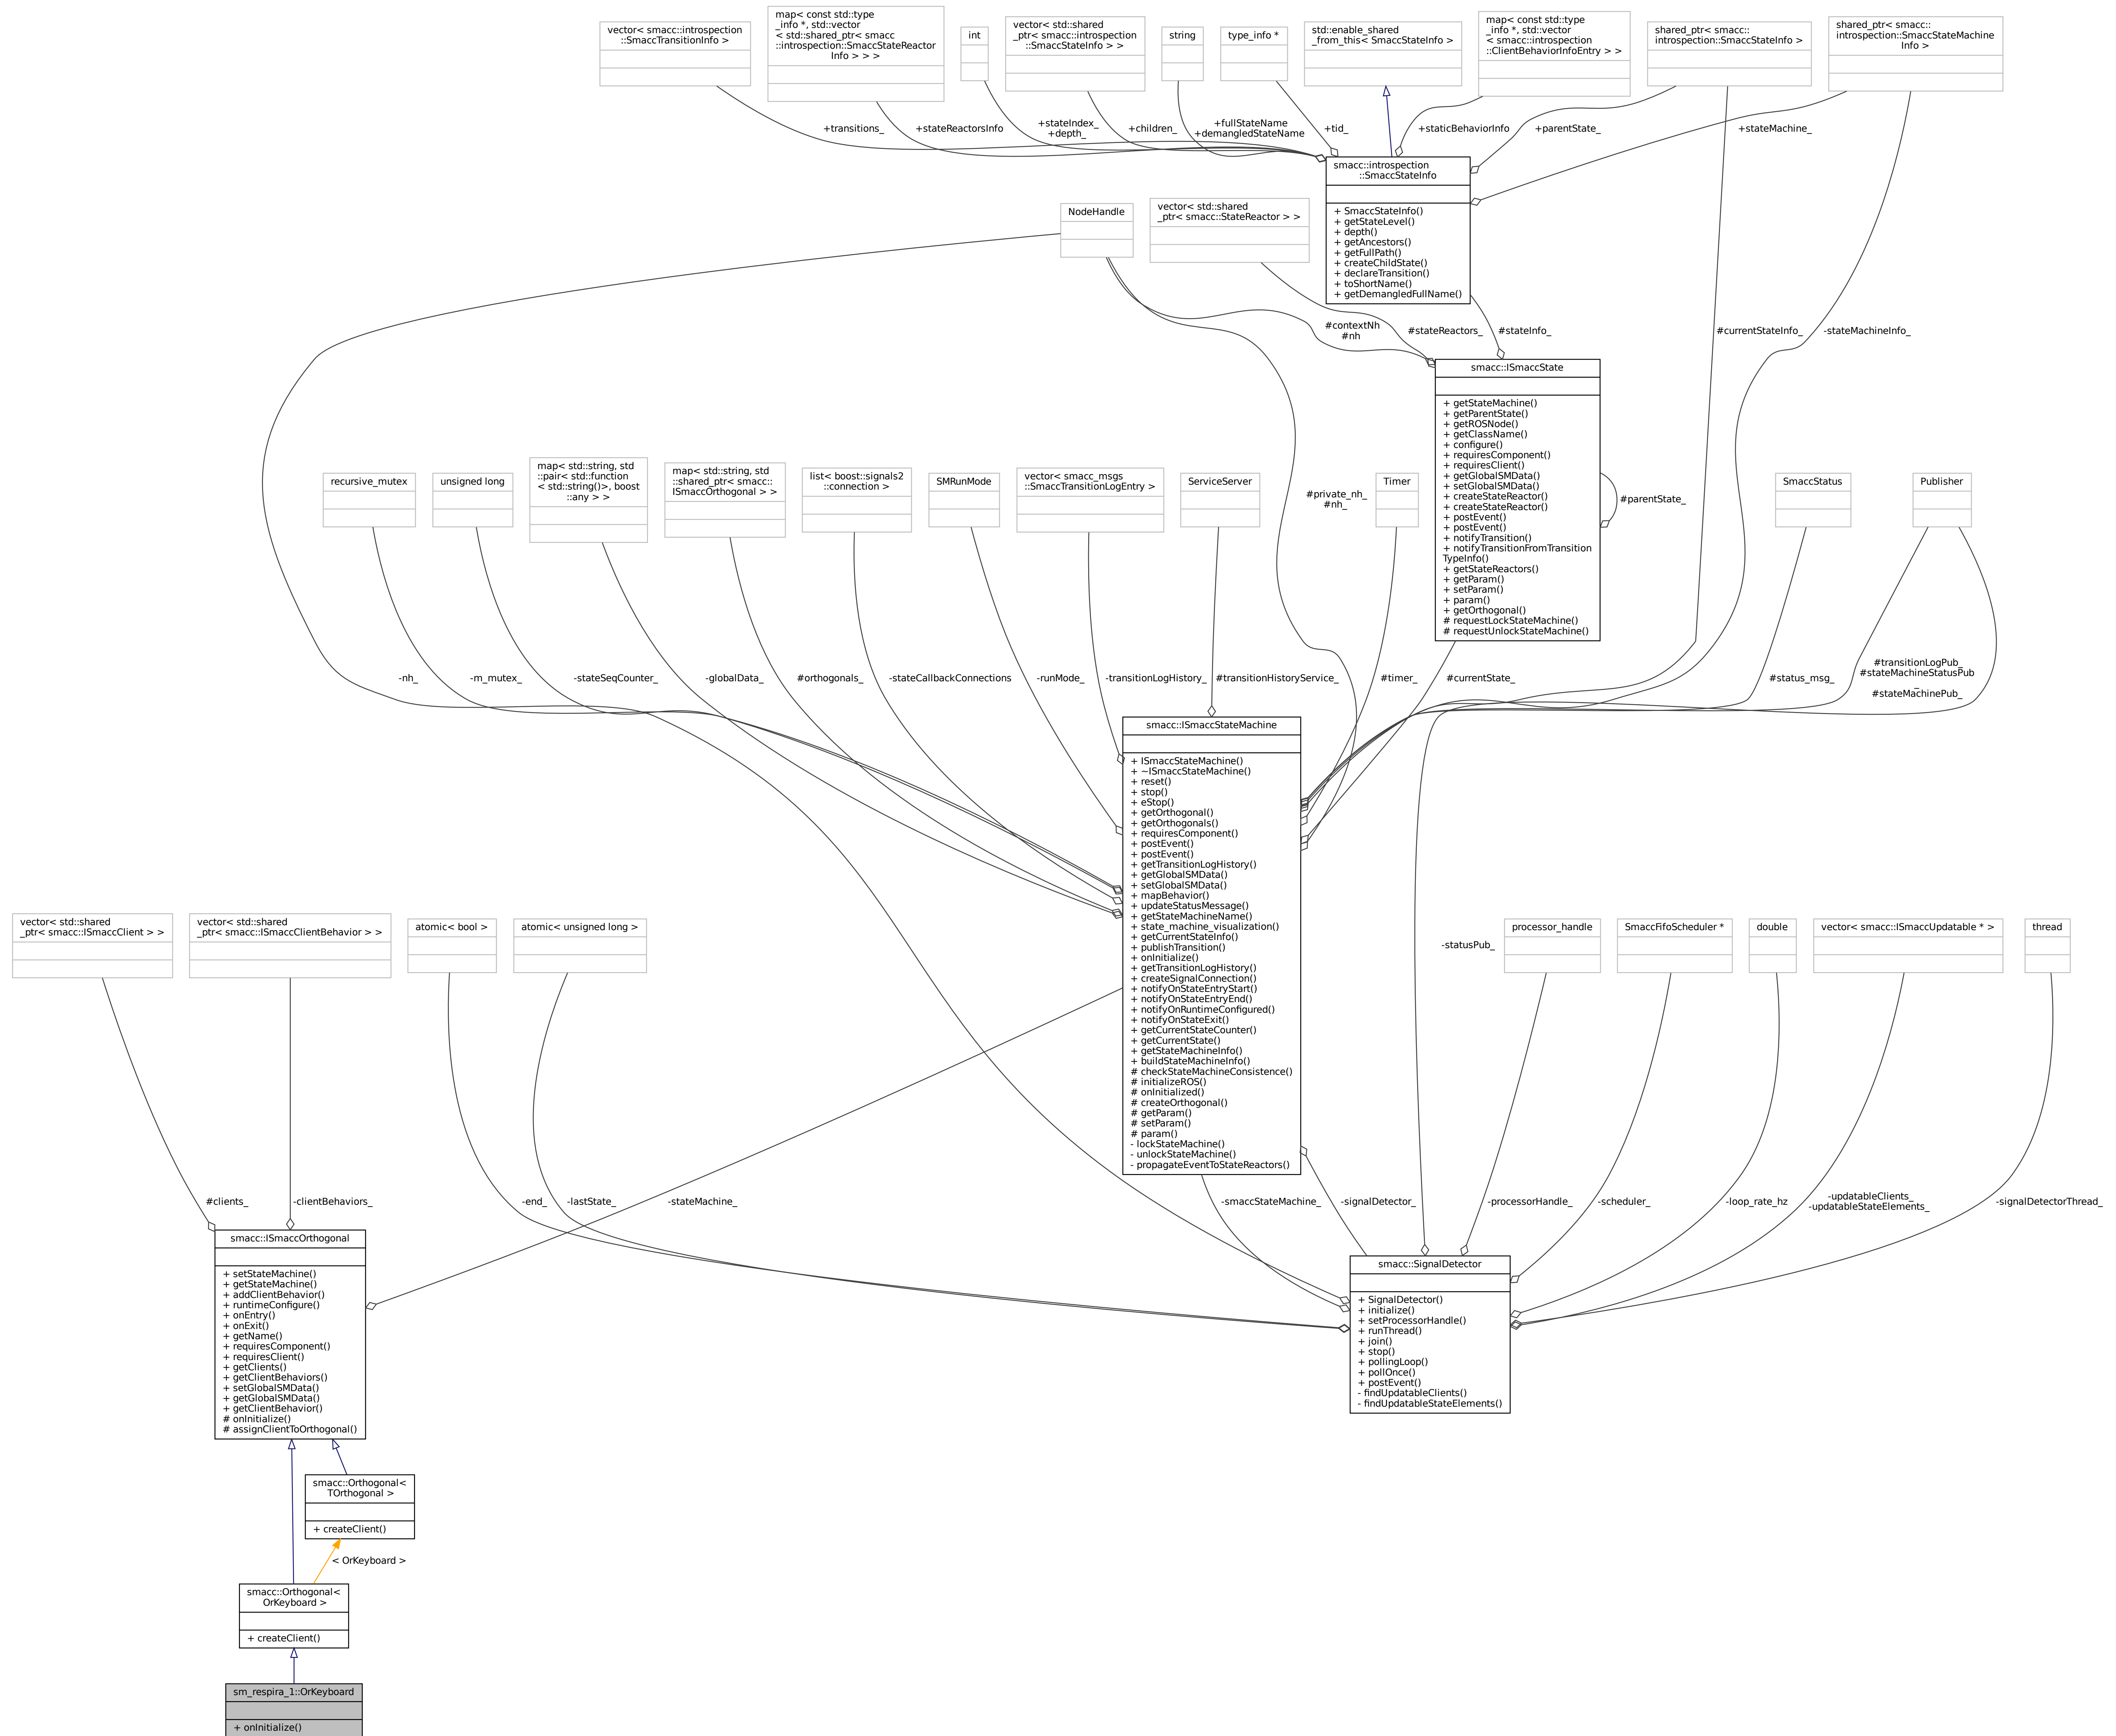 vector< smacc::introspection
::SmaccTransitionInfo >
map< const std::type
_info *, std::vector
< std::shared_ptr< smacc
::introspection::SmaccStateReactor
Info > > >
int
vector< std::shared
_ptr< smacc::introspection
::SmaccStateInfo > >
string
type_info *
std::enable_shared
_from_this< SmaccStateInfo >
map< const std::type
_info *, std::vector
< smacc::introspection
::ClientBehaviorInfoEntry > >
shared_ptr< smacc::
introspection::SmaccStateInfo >
shared_ptr< smacc::
introspection::SmaccStateMachine
Info >
+transitions_
+stateReactorsInfo
+stateIndex_
+depth_
+children_
+fullStateName
+demangledStateName
+tid_
+staticBehaviorInfo
+parentState_
+stateMachine_
smacc::introspection
::SmaccStateInfo
+ SmaccStateInfo()
+ getStateLevel()
+ depth()
+ getAncestors()
+ getFullPath()
+ createChildState()
+ declareTransition()
+ toShortName()
+ getDemangledFullName()
NodeHandle
vector< std::shared
_ptr< smacc::StateReactor > >
#contextNh
#nh
#stateReactors_
#stateInfo_
#currentStateInfo_
-stateMachineInfo_
smacc::ISmaccState
+ getStateMachine()
+ getParentState()
+ getROSNode()
+ getClassName()
+ configure()
+ requiresComponent()
+ requiresClient()
+ getGlobalSMData()
+ setGlobalSMData()
+ createStateReactor()
+ createStateReactor()
+ postEvent()
+ postEvent()
+ notifyTransition()
+ notifyTransitionFromTransition
TypeInfo()
+ getStateReactors()
+ getParam()
+ setParam()
+ param()
+ getOrthogonal()
# requestLockStateMachine()
# requestUnlockStateMachine()
#parentState_
recursive_mutex
unsigned long
map< std::string, std
::pair< std::function
< std::string()>, boost
::any > >
map< std::string, std
::shared_ptr< smacc::
ISmaccOrthogonal > >
list< boost::signals2
::connection >
SMRunMode
vector< smacc_msgs
::SmaccTransitionLogEntry >
ServiceServer
#private_nh_
#nh_
Timer
SmaccStatus
Publisher
-nh_
-m_mutex_
-stateSeqCounter_
-globalData_
#orthogonals_
-stateCallbackConnections
-runMode_
-transitionLogHistory_
#transitionHistoryService_
#timer_
#currentState_
#status_msg_
#transitionLogPub_
#stateMachineStatusPub
_
#stateMachinePub_
smacc::ISmaccStateMachine
+ ISmaccStateMachine()
+ ~ISmaccStateMachine()
+ reset()
+ stop()
+ eStop()
+ getOrthogonal()
+ getOrthogonals()
+ requiresComponent()
+ postEvent()
+ postEvent()
+ getTransitionLogHistory()
+ getGlobalSMData()
+ setGlobalSMData()
+ mapBehavior()
+ updateStatusMessage()
+ getStateMachineName()
+ state_machine_visualization()
+ getCurrentStateInfo()
+ publishTransition()
+ onInitialize()
+ getTransitionLogHistory()
+ createSignalConnection()
+ notifyOnStateEntryStart()
+ notifyOnStateEntryEnd()
+ notifyOnRuntimeConfigured()
+ notifyOnStateExit()
+ getCurrentStateCounter()
+ getCurrentState()
+ getStateMachineInfo()
+ buildStateMachineInfo()
# checkStateMachineConsistence()
# initializeROS()
# onInitialized()
# createOrthogonal()
# getParam()
# setParam()
# param()
- lockStateMachine()
- unlockStateMachine()
- propagateEventToStateReactors()
vector< std::shared
_ptr< smacc::ISmaccClient > >
vector< std::shared
_ptr< smacc::ISmaccClientBehavior > >
atomic< bool >
atomic< unsigned long >
-statusPub_
processor_handle
SmaccFifoScheduler *
double
vector< smacc::ISmaccUpdatable * >
thread
#clients_
-clientBehaviors_
-end_
-lastState_
-stateMachine_
-smaccStateMachine_
-signalDetector_
-processorHandle_
-scheduler_
-loop_rate_hz
-updatableClients_
-updatableStateElements_
-signalDetectorThread_
smacc::ISmaccOrthogonal
+ setStateMachine()
+ getStateMachine()
+ addClientBehavior()
+ runtimeConfigure()
+ onEntry()
+ onExit()
+ getName()
+ requiresComponent()
+ requiresClient()
+ getClients()
+ getClientBehaviors()
+ setGlobalSMData()
+ getGlobalSMData()
+ getClientBehavior()
# onInitialize()
# assignClientToOrthogonal()
smacc::SignalDetector
+ SignalDetector()
+ initialize()
+ setProcessorHandle()
+ runThread()
+ join()
+ stop()
+ pollingLoop()
+ pollOnce()
+ postEvent()
- findUpdatableClients()
- findUpdatableStateElements()
smacc::Orthogonal<
TOrthogonal >
+ createClient()
< OrKeyboard >
smacc::Orthogonal<
OrKeyboard >
+ createClient()
sm_respira_1::OrKeyboard
+ onInitialize()